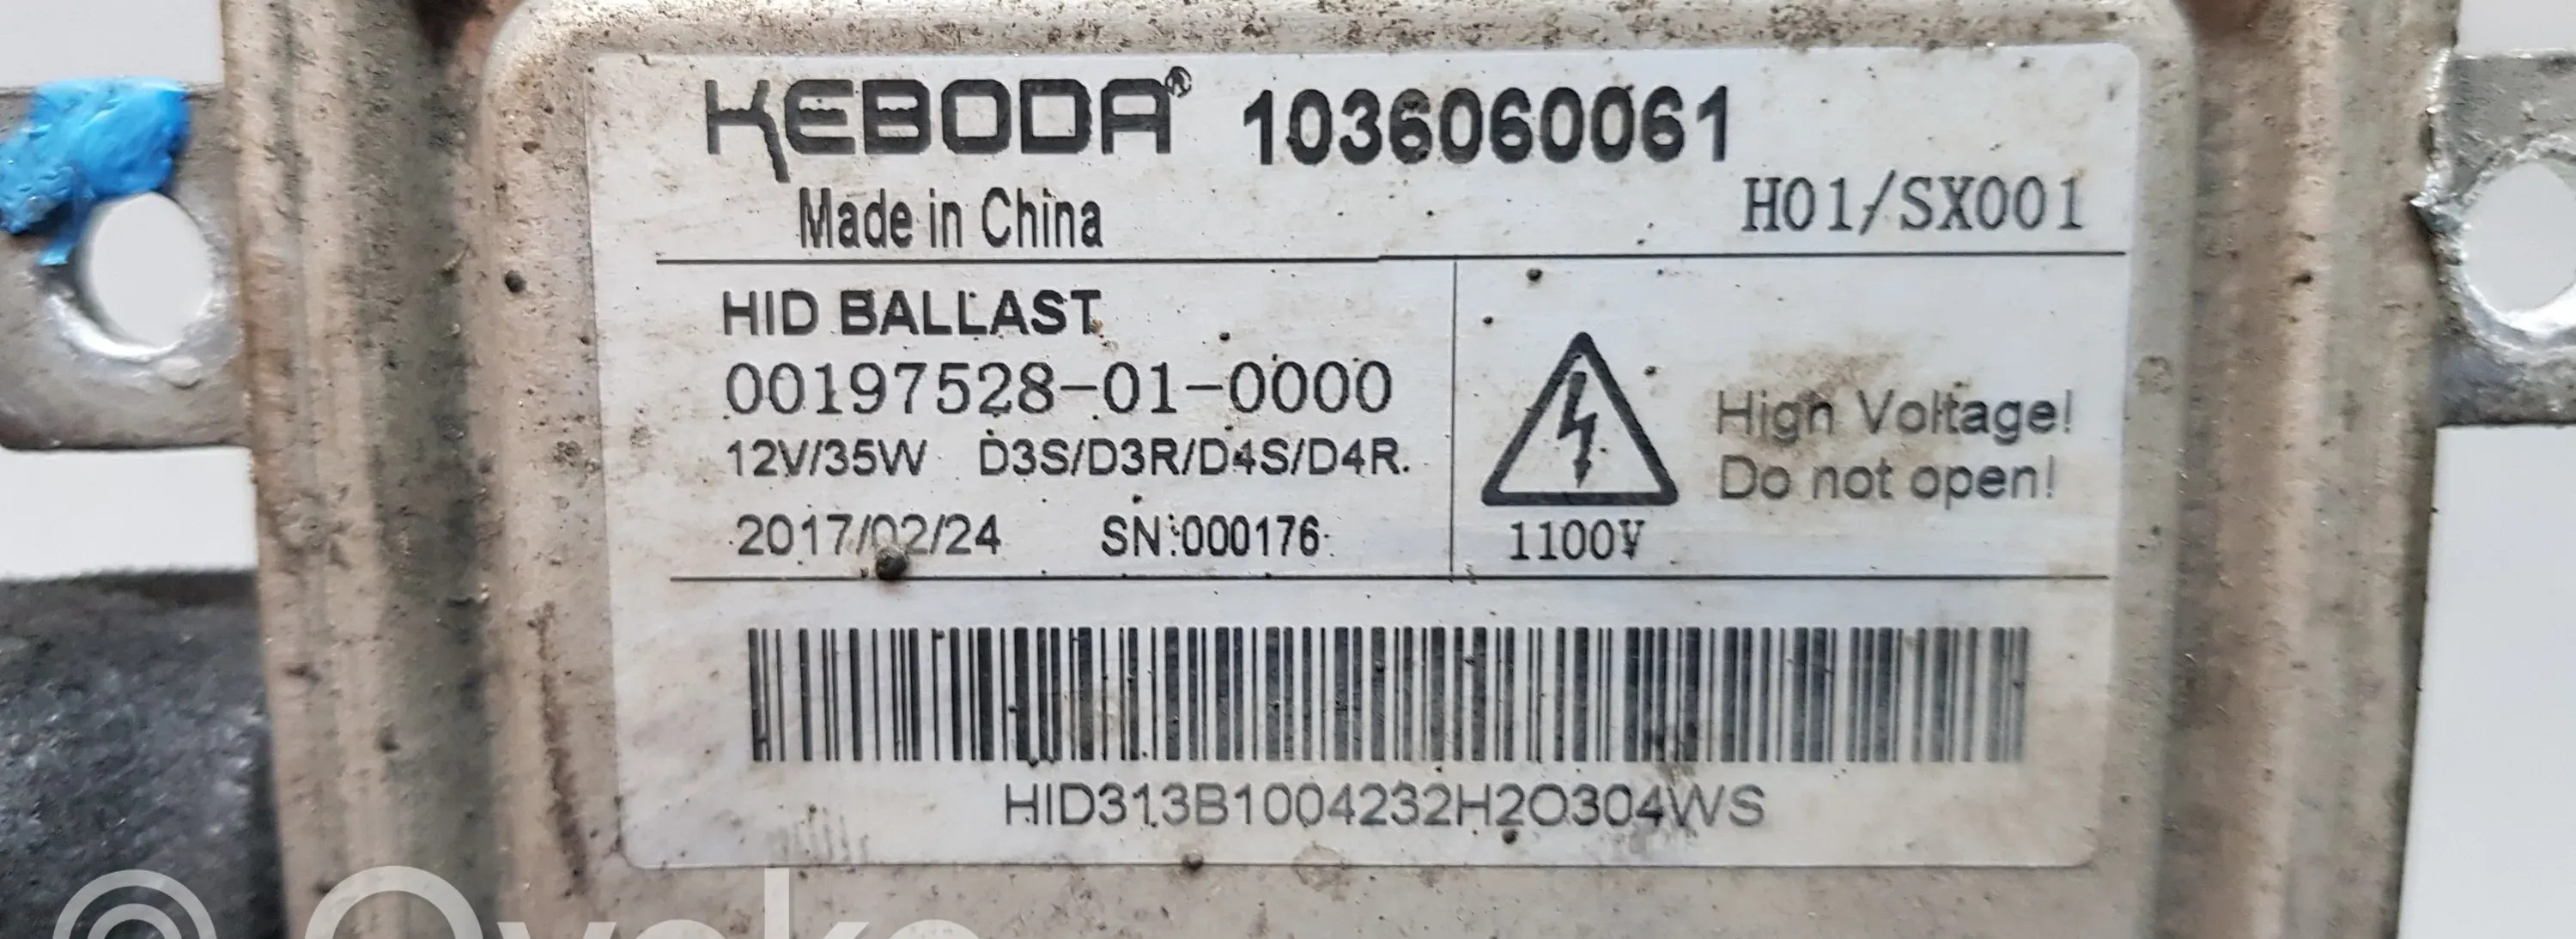 KEBODA® 1036060061
Made in China H01/SX001
HID BALLAST
00197528-01-0000
12V/35W D3S/D3R/D4S/D4R.
2017/02/24 SN:000176
High Voltage!
Do not open!
1100V
HID313B1004232H2O304WS